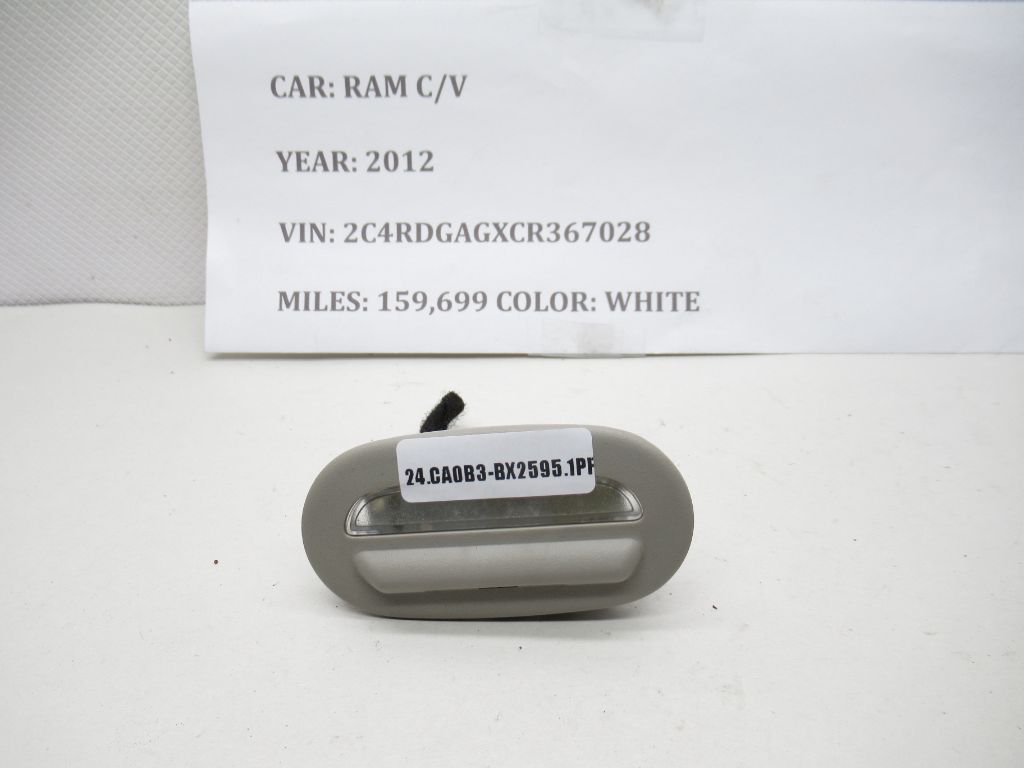 CAR: RAM C/V
YEAR: 2012
VIN: 2C4RDGAGXCR367028
MILES: 159,699 COLOR: WHITE
24.CA0B3-BX2595.1PF